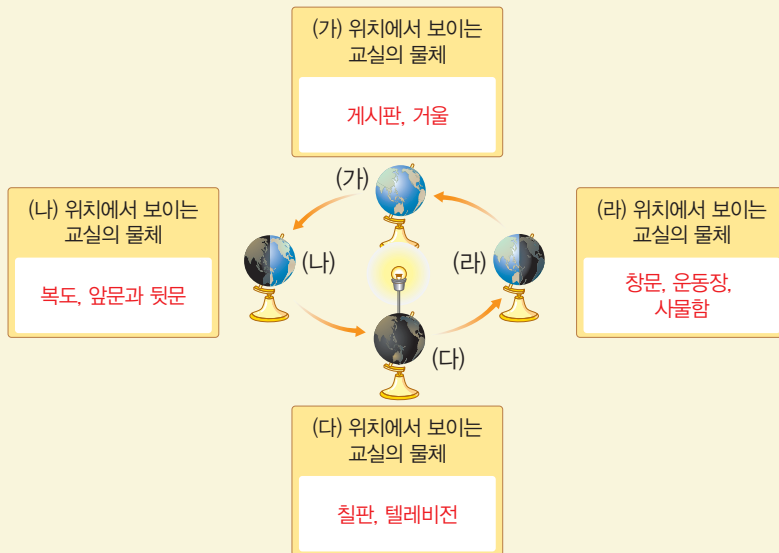 (가) 위치에서 보이는
교실의 물체
게시판, 거울
(가)
(나) 위치에서 보이는
교실의 물체
복도, 앞문과 뒷문
(나)
(라)
(라) 위치에서 보이는
교실의 물체
창문, 운동장,
사물함
(다)
(다) 위치에서 보이는
교실의 물체
칠판, 텔레비전